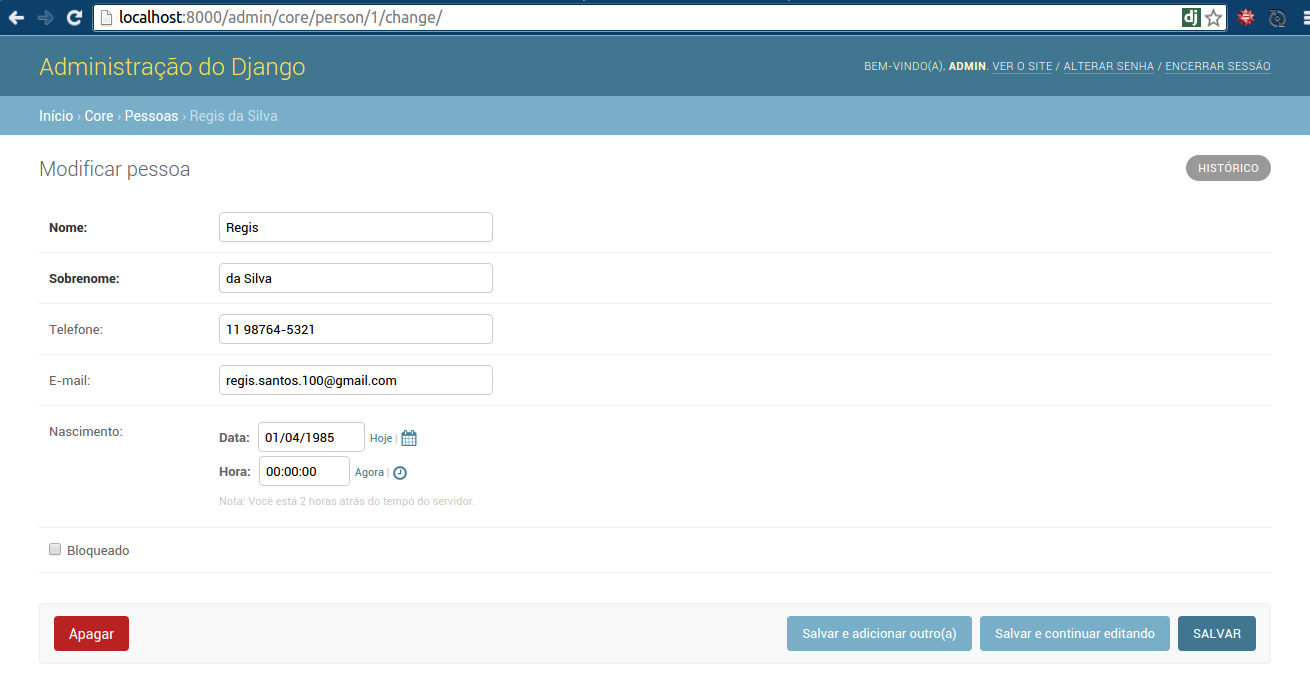 localhost:8000/admin/core/person/1/change/ dj
Administração do Django BEM-VINDO(A), ADMIN. VER O SITE / ALTERAR SENHA / ENCERRAR SESSÃO
Início › Core › Pessoas › Regis da Silva
Modificar pessoa HISTÓRICO
Nome: Regis
Sobrenome: da Silva
Telefone: 11 98764-5321
E-mail: regis.santos.100@gmail.com
Nascimento:
Data: 01/04/1985 Hoje |
Hora: 00:00:00 Agora |
Nota: Você está 2 horas atrás do tempo do servidor.
Bloqueado
Apagar Salvar e adicionar outro(a) Salvar e continuar editando SALVAR